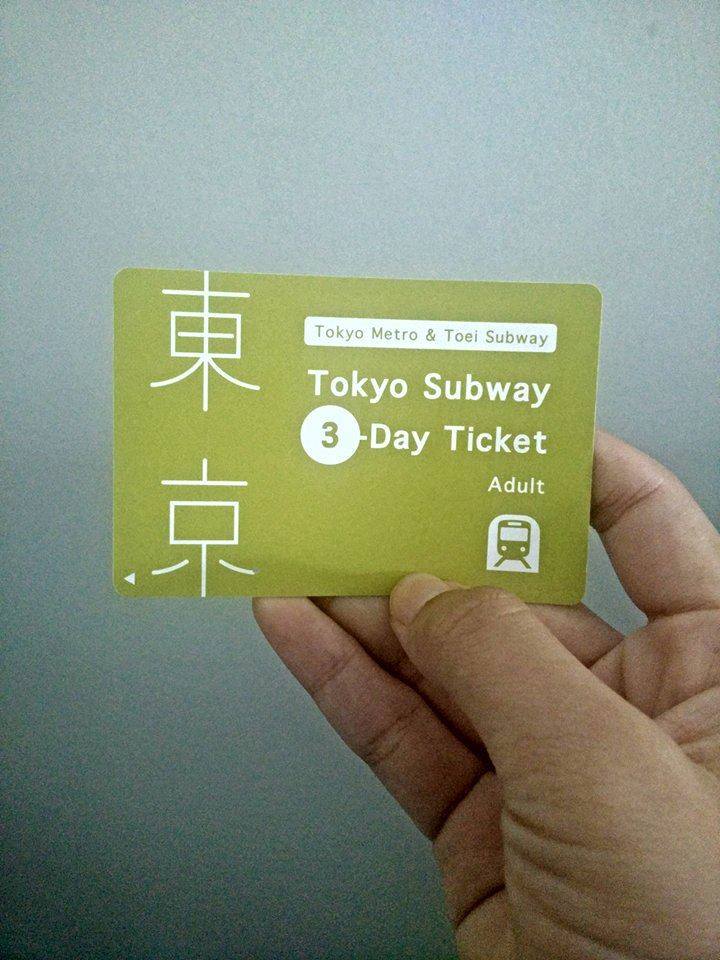 東京
Tokyo Metro & Toei Subway
Tokyo Subway
3-Day Ticket
Adult